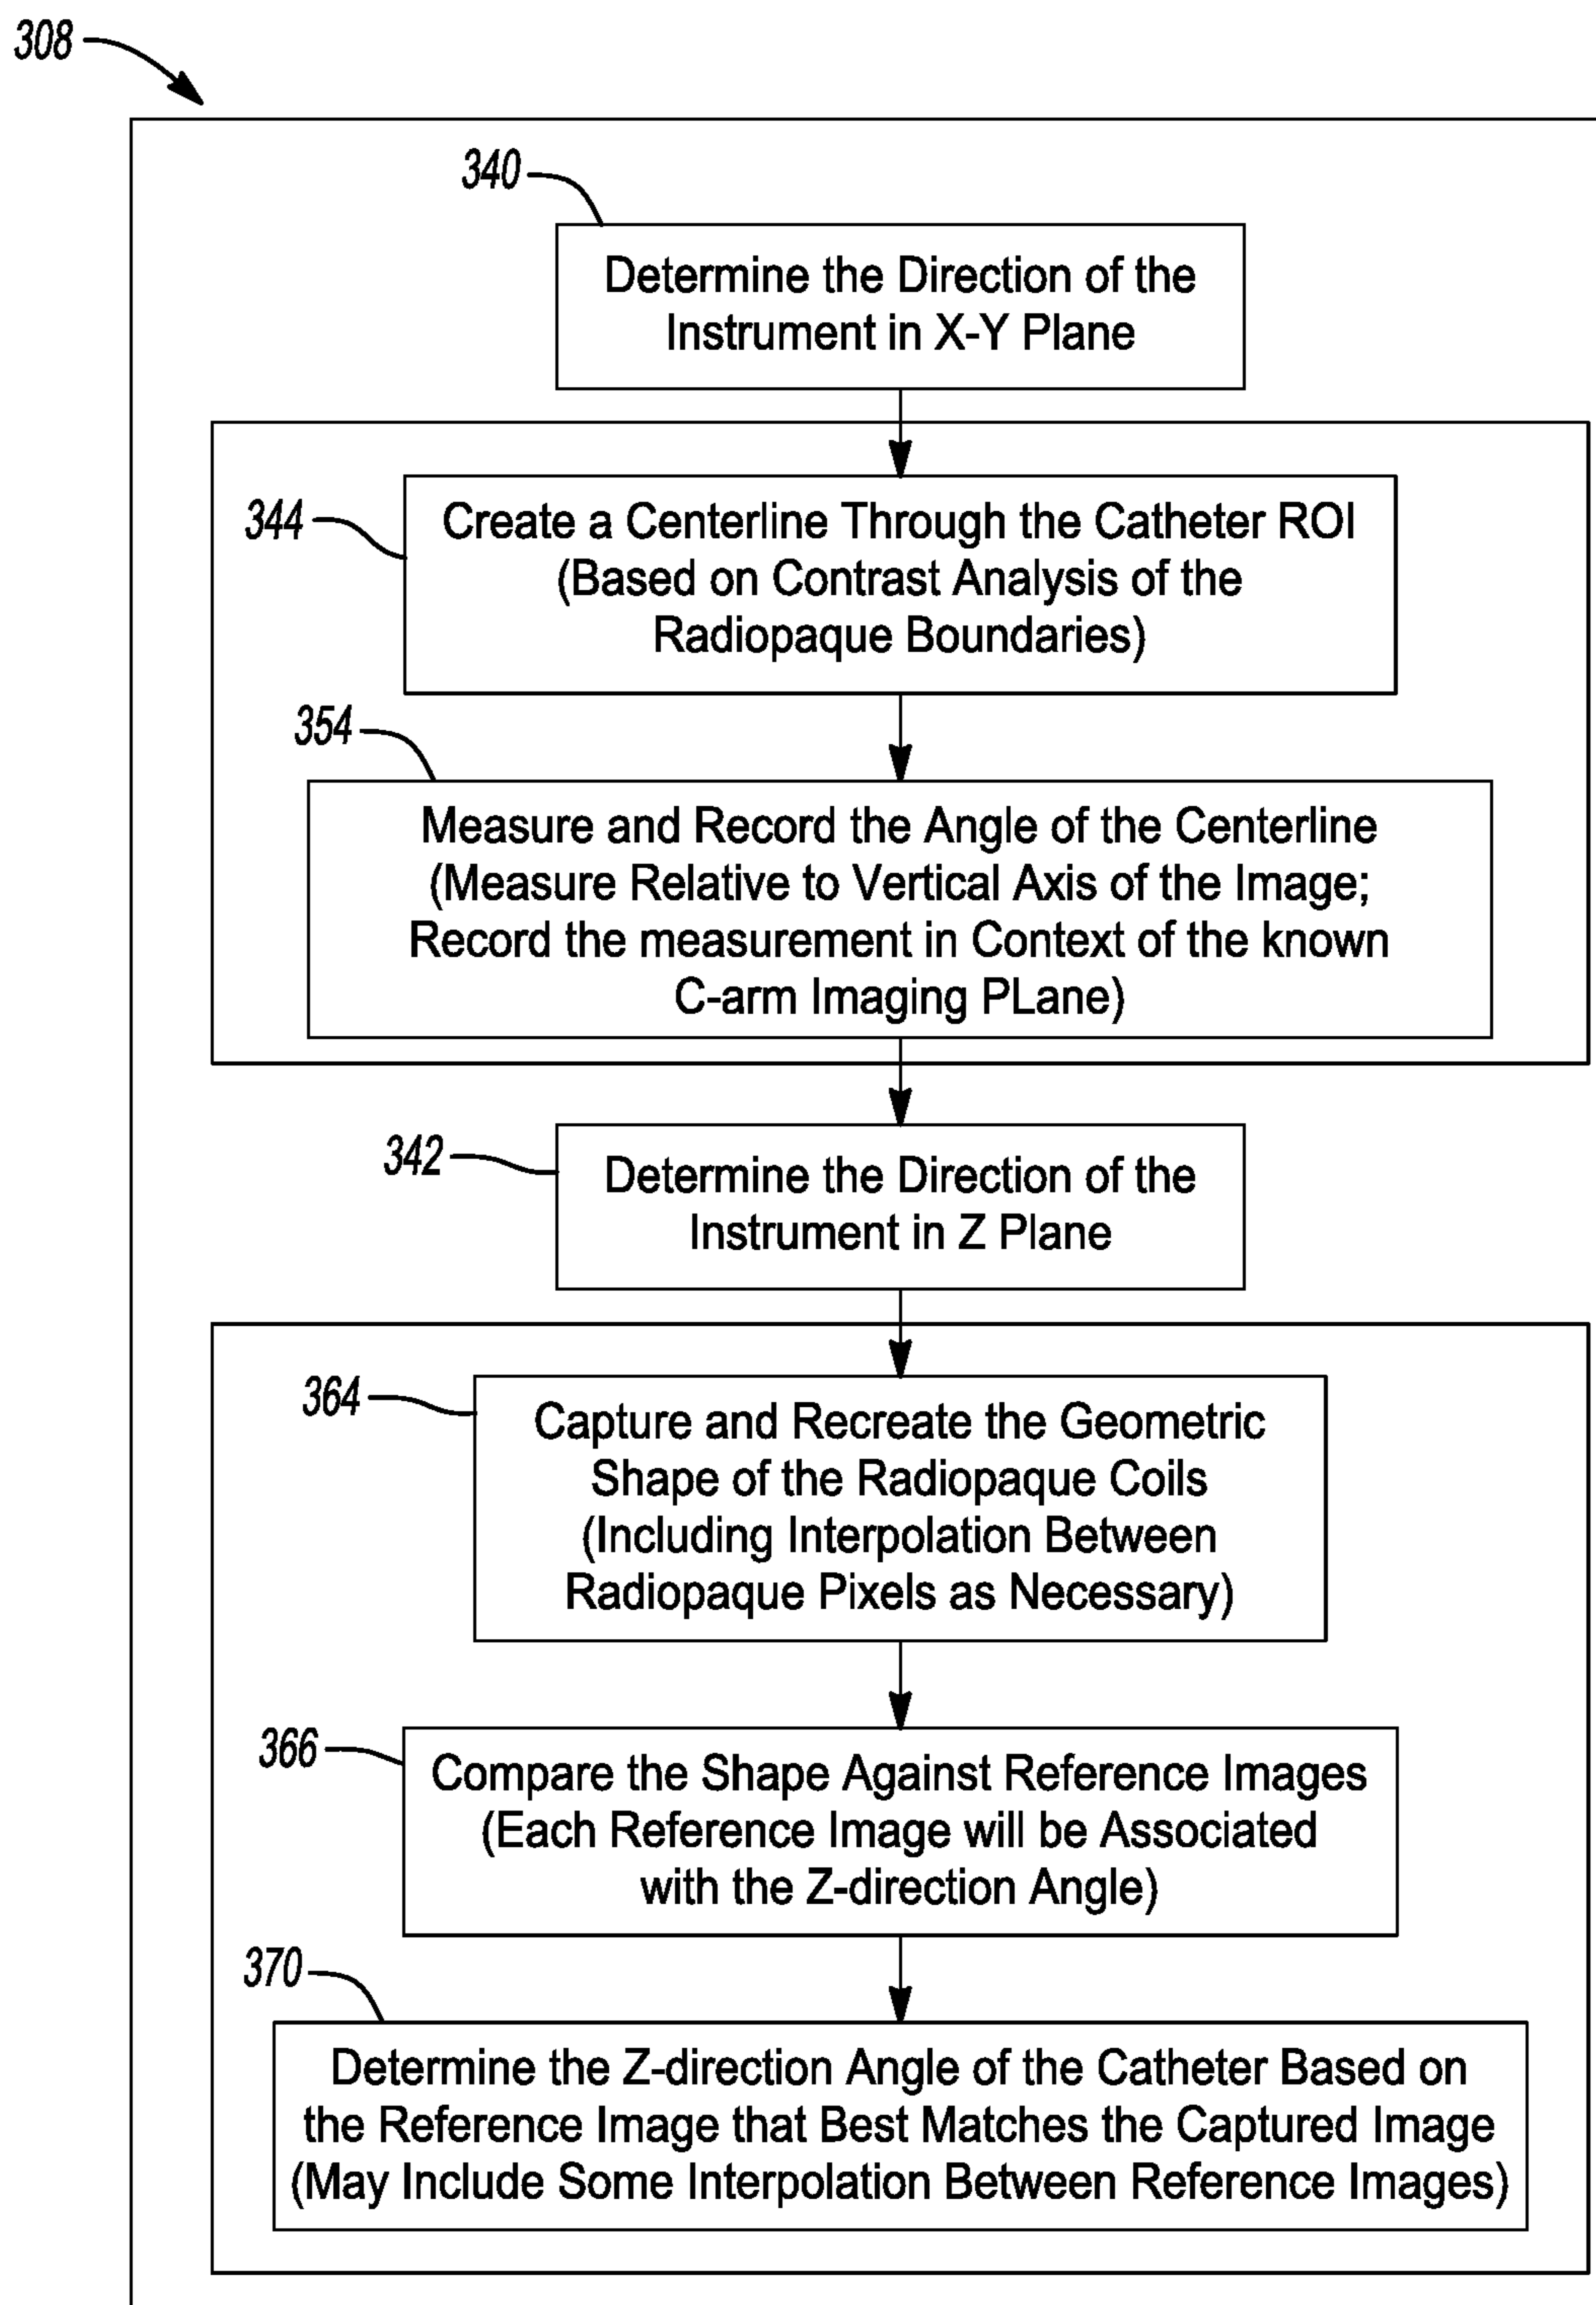 308
340
Determine the Direction of the
Instrument in X-Y Plane
344
Create a Centerline Through the Catheter ROI
(Based on Contrast Analysis of the
Radiopaque Boundaries)
354
Measure and Record the Angle of the Centerline
(Measure Relative to Vertical Axis of the Image;
Record the measurement in Context of the known
C-arm Imaging PLane)
342
Determine the Direction of the
Instrument in Z Plane
364
Capture and Recreate the Geometric
Shape of the Radiopaque Coils
(Including Interpolation Between
Radiopaque Pixels as Necessary)
366
Compare the Shape Against Reference Images
(Each Reference Image will be Associated
with the Z-direction Angle)
370
Determine the Z-direction Angle of the Catheter Based on
the Reference Image that Best Matches the Captured Image
(May Include Some Interpolation Between Reference Images)